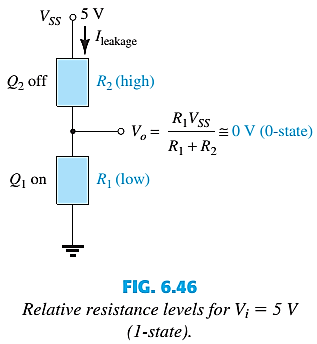 V_SS 5 V
I_leakage
Q₂ off R₂ (high)
V_o = R₁V_SS / (R₁ + R₂) ≅ 0 V (0-state)
Q₁ on R₁ (low)
FIG. 6.46
Relative resistance levels for V_i = 5 V
(1-state).